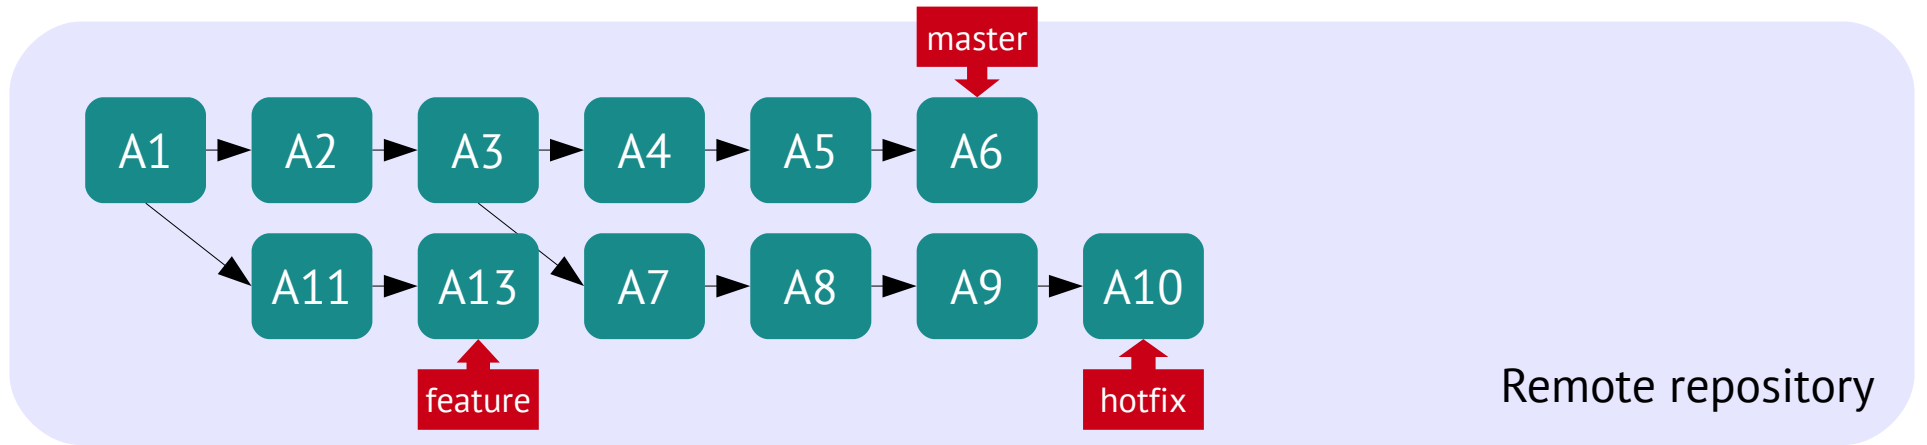 master
A1 A2 A3 A4 A5 A6
A11 A13 A7 A8 A9 A10
feature hotfix
Remote repository